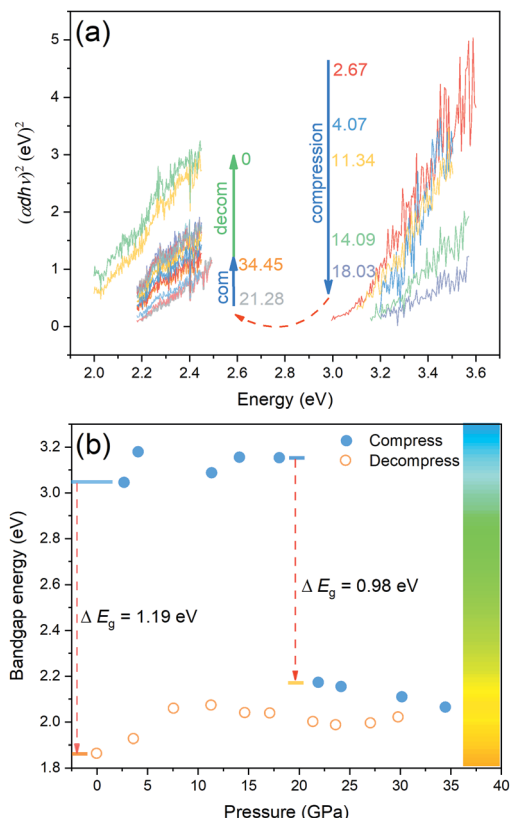 (a)
(αdhν)² (eV)²
5
4
3
2
1
0
2.67
4.07
11.34
14.09
18.03
compression
0
decom
34.45
com
21.28
2.0 2.2 2.4 2.6 2.8 3.0 3.2 3.4 3.6
Energy (eV)
(b)
Compress
Decompress
Bandgap energy (eV)
3.2
3.0
2.8
2.6
2.4
2.2
2.0
1.8
Δ Eg = 1.19 eV
Δ Eg = 0.98 eV
0 5 10 15 20 25 30 35 40
Pressure (GPa)